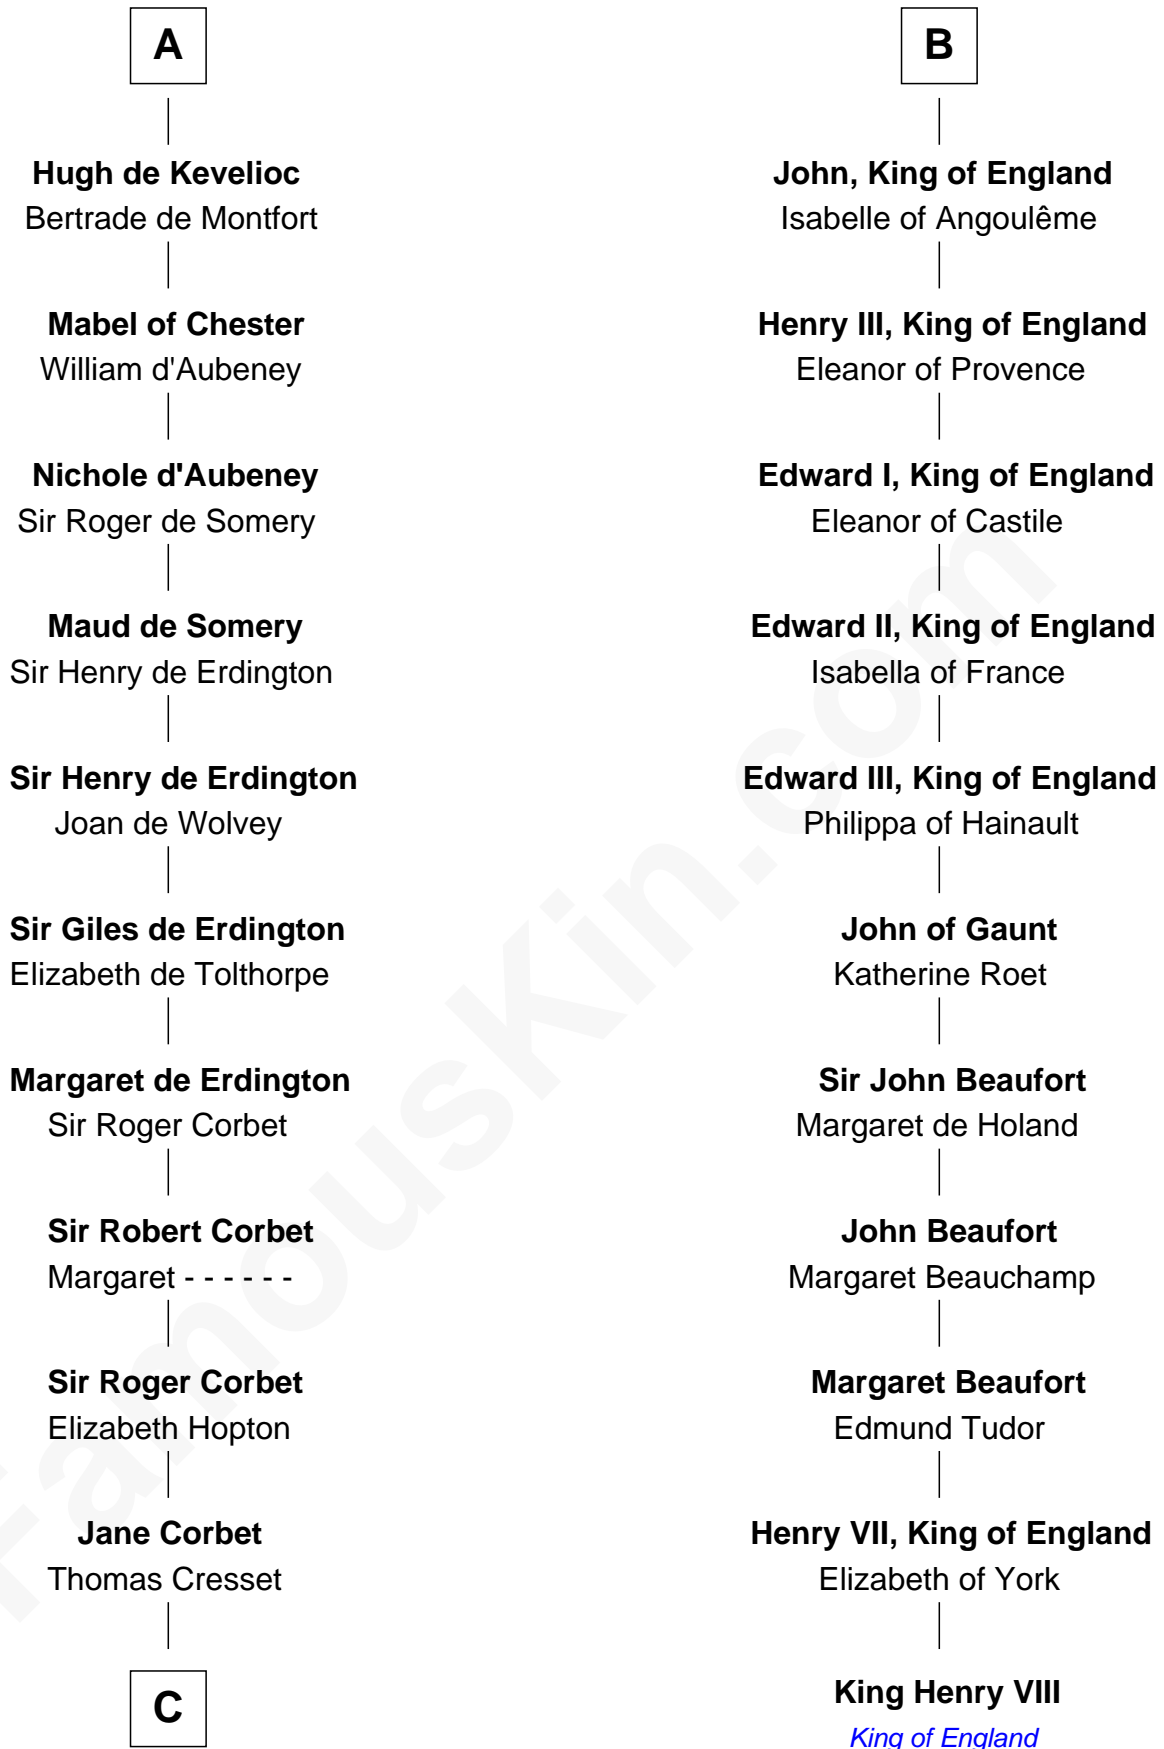 A
Hugh de Kevelioc
Bertrade de Montfort
Mabel of Chester
William d'Aubeney
Nichole d'Aubeney
Sir Roger de Somery
Maud de Somery
Sir Henry de Erdington
Sir Henry de Erdington
Joan de Wolvey
Sir Giles de Erdington
Elizabeth de Tolthorpe
Margaret de Erdington
Sir Roger Corbet
Sir Robert Corbet
Margaret - - - - - -
Sir Roger Corbet
Elizabeth Hopton
Jane Corbet
Thomas Cresset
C
B
John, King of England
Isabelle of Angoulême
Henry III, King of England
Eleanor of Provence
Edward I, King of England
Eleanor of Castile
Edward II, King of England
Isabella of France
Edward III, King of England
Philippa of Hainault
John of Gaunt
Katherine Roet
Sir John Beaufort
Margaret de Holand
John Beaufort
Margaret Beauchamp
Margaret Beaufort
Edmund Tudor
Henry VII, King of England
Elizabeth of York
King Henry VIII
King of England
FamousKin.com